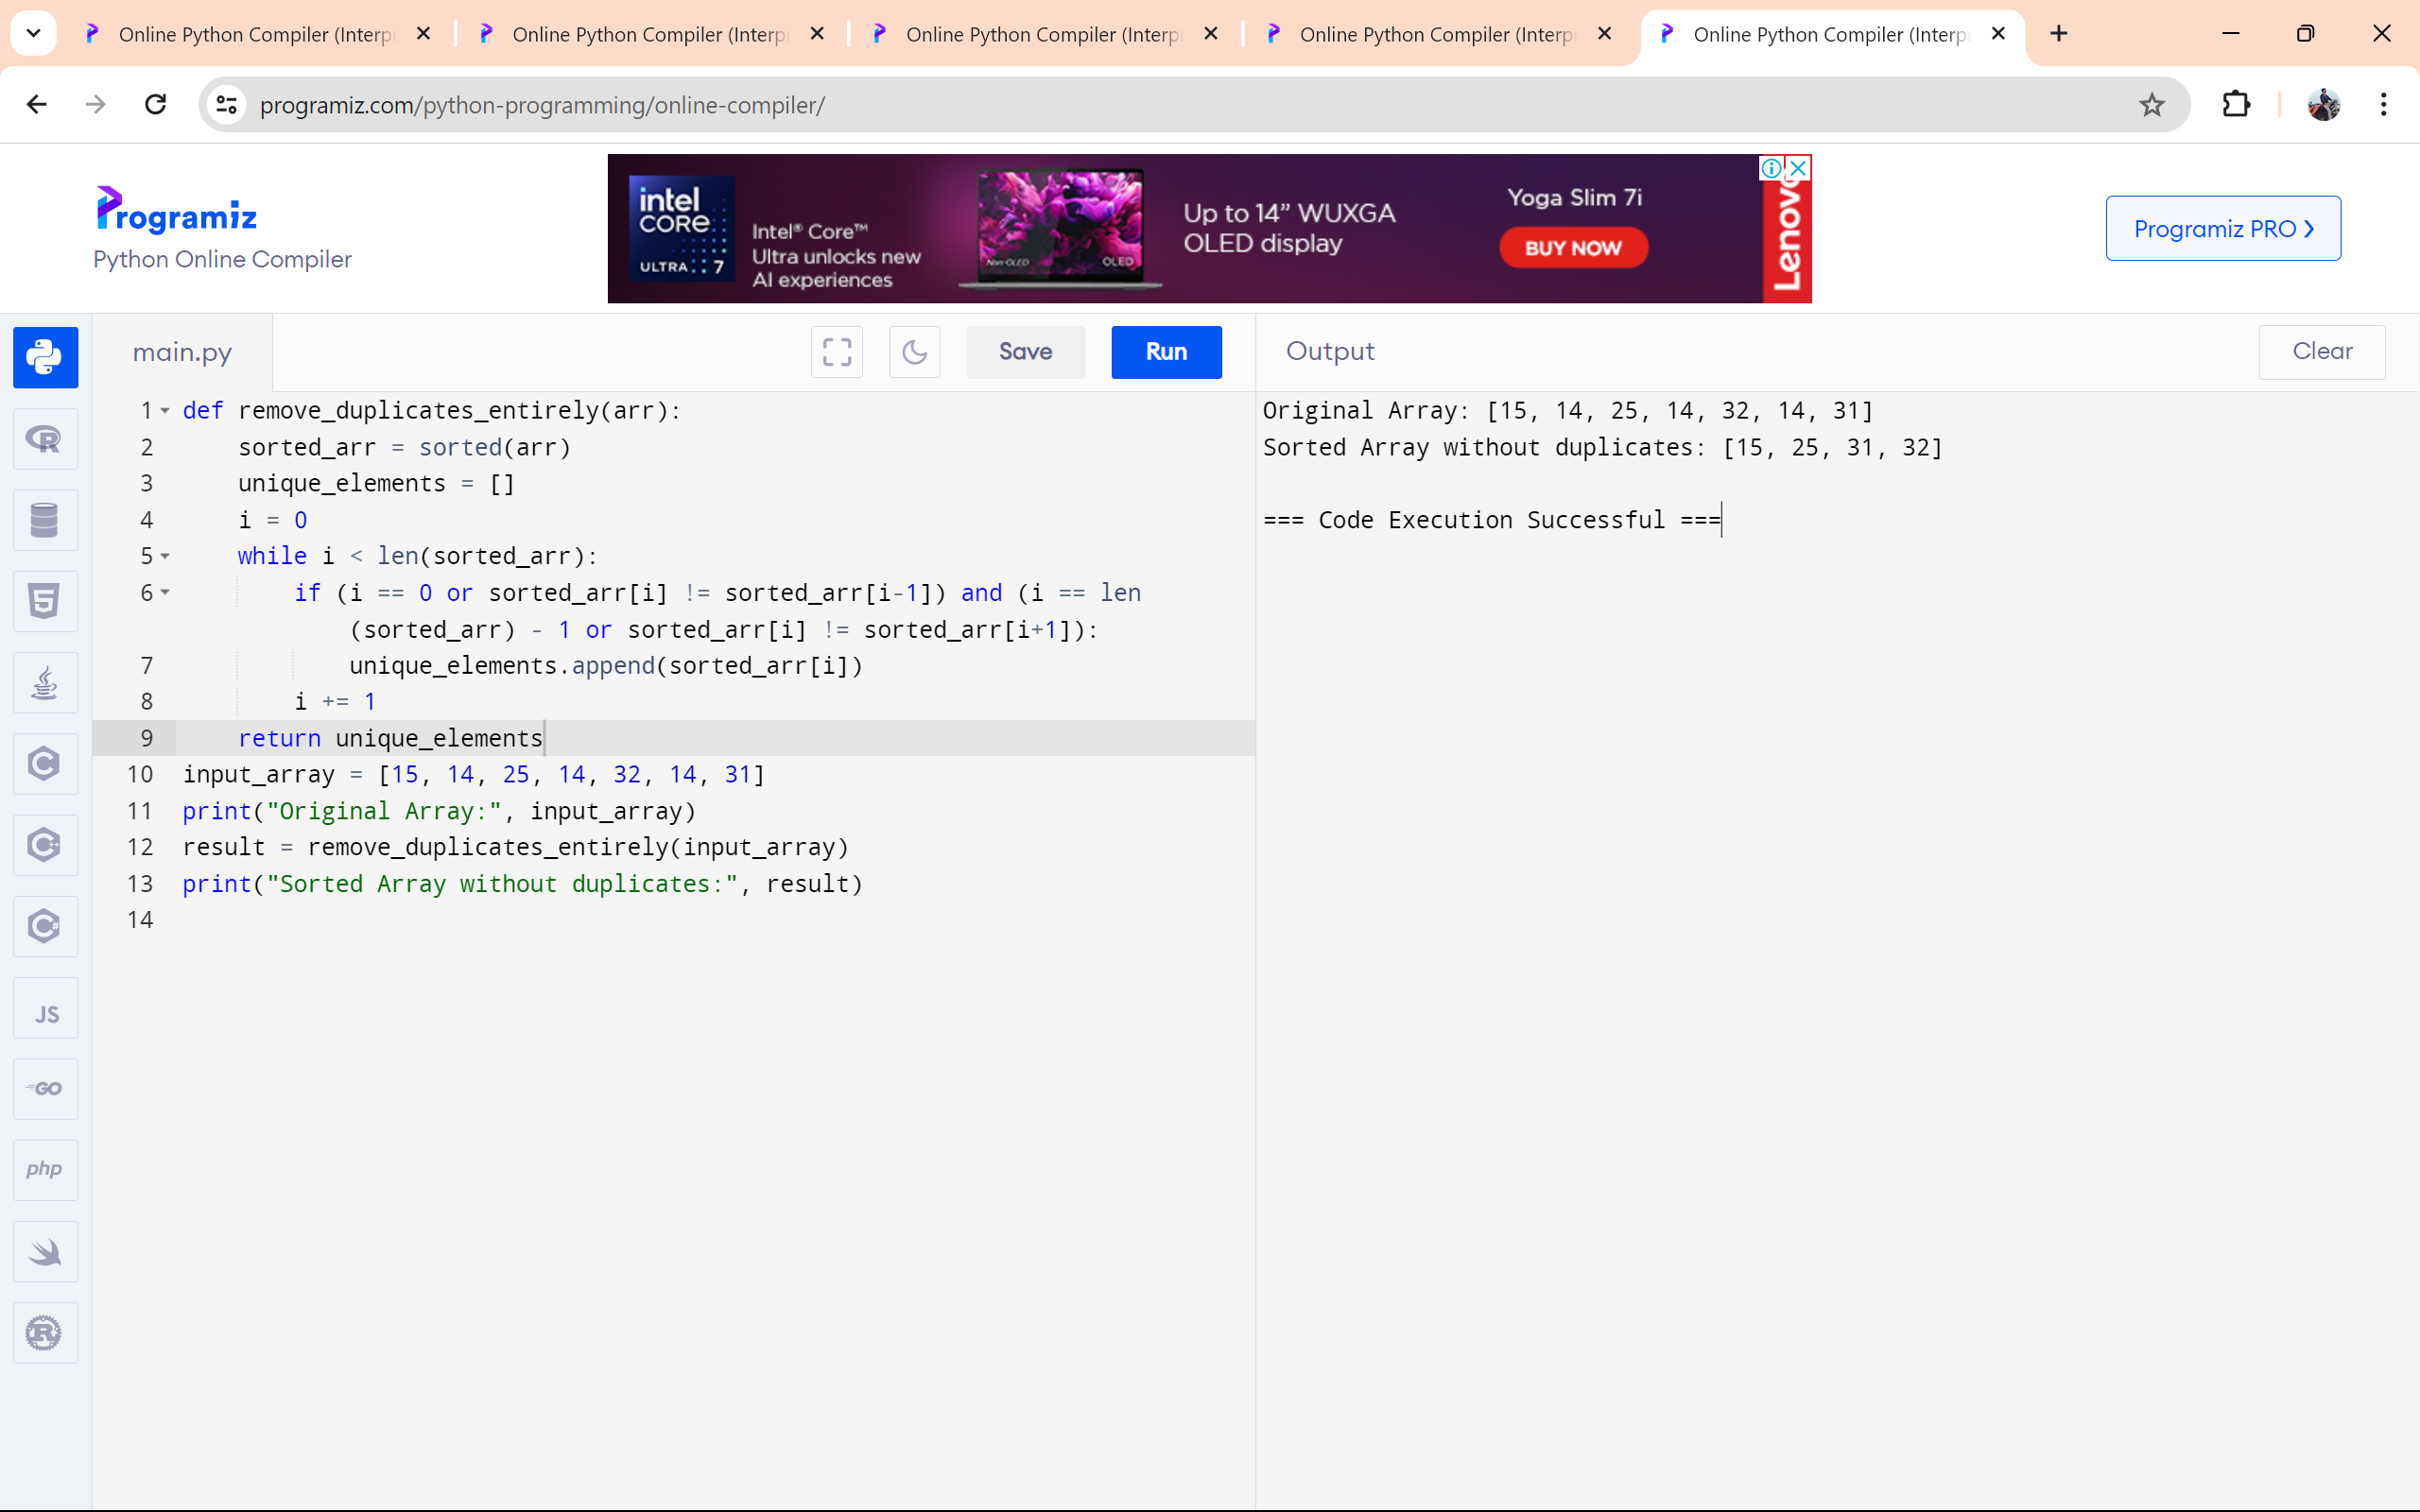 Online Python Compiler (Interp
Online Python Compiler (Interp
Online Python Compiler (Interp
Online Python Compiler (Interp
Online Python Compiler (Interp
programiz.com/python-programming/online-compiler/
Programiz
Python Online Compiler
intel
CORE
ULTRA 7
Intel® Core™
Ultra unlocks new
AI experiences
Non-OLED
OLED
Up to 14” WUXGA
OLED display
Yoga Slim 7i
BUY NOW
Lenovo
Programiz PRO ❯
main.py
Save
Run
Output
Clear
1 def remove_duplicates_entirely(arr):
2     sorted_arr = sorted(arr)
3     unique_elements = []
4     i = 0
5     while i < len(sorted_arr):
6         if (i == 0 or sorted_arr[i] != sorted_arr[i-1]) and (i == len
            (sorted_arr) - 1 or sorted_arr[i] != sorted_arr[i+1]):
7             unique_elements.append(sorted_arr[i])
8         i += 1
9     return unique_elements
10 input_array = [15, 14, 25, 14, 32, 14, 31]
11 print("Original Array:", input_array)
12 result = remove_duplicates_entirely(input_array)
13 print("Sorted Array without duplicates:", result)
14
Original Array: [15, 14, 25, 14, 32, 14, 31]
Sorted Array without duplicates: [15, 25, 31, 32]
=== Code Execution Successful ===
R
5
C
C++
C#
JS
GO
php
R